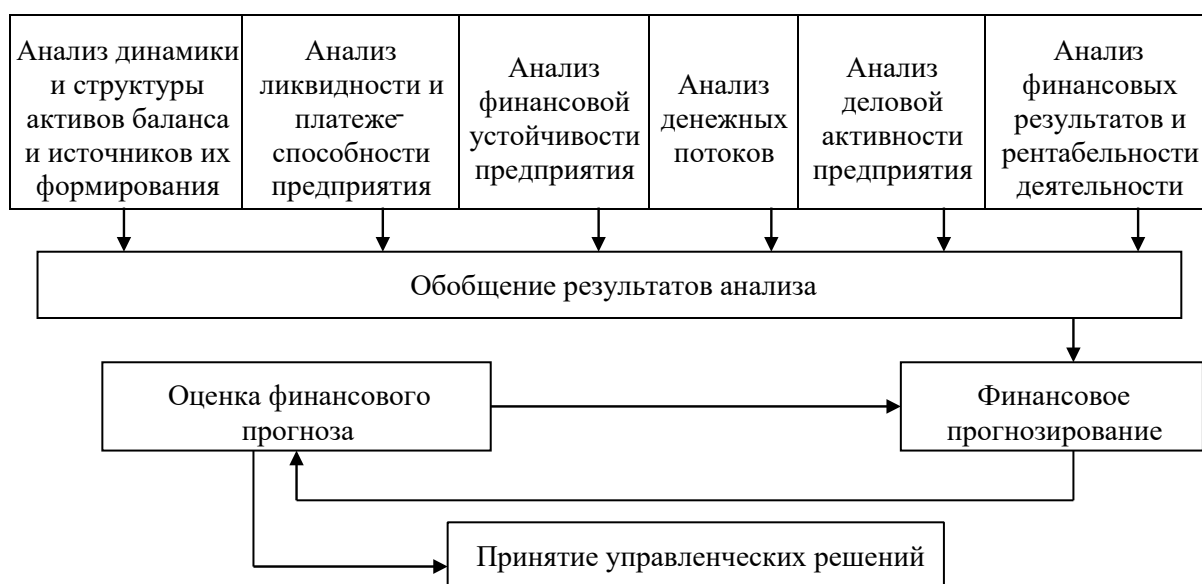 Анализ динамики
и структуры
активов баланса
и источников их
формирования
Анализ
ликвидности и
платеже-
способности
предприятия
Анализ
финансовой
устойчивости
предприятия
Анализ
денежных
потоков
Анализ
деловой
активности
предприятия
Анализ
финансовых
результатов и
рентабельности
деятельности
Обобщение результатов анализа
Оценка финансового
прогноза
Финансовое
прогнозирование
Принятие управленческих решений